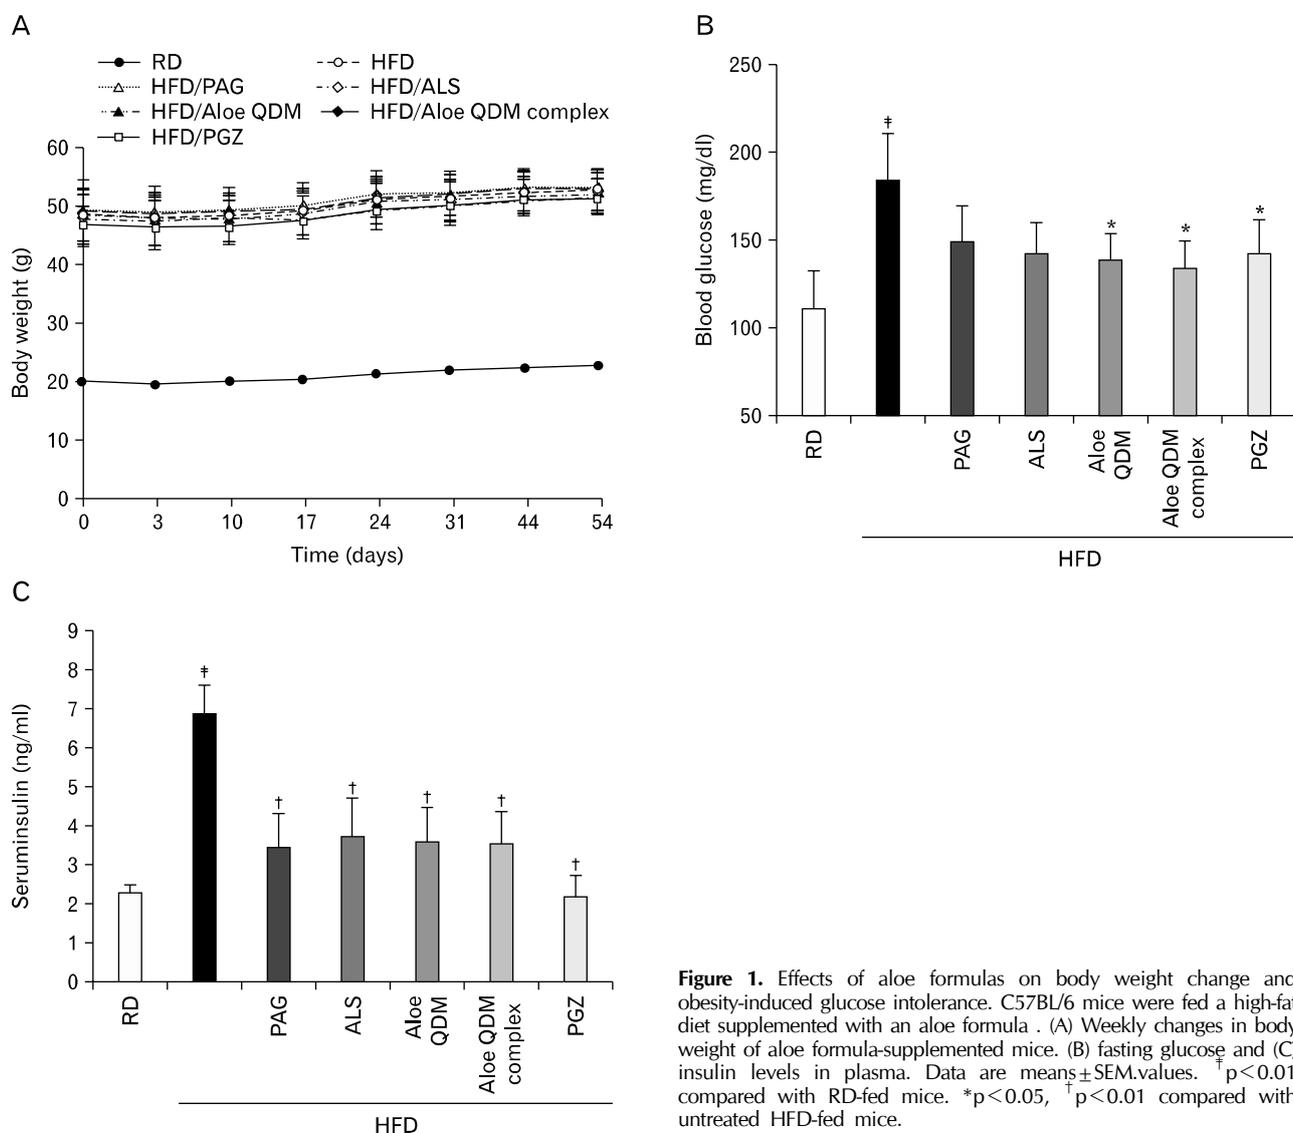 A
RD
HFD
HFD/PAG
HFD/ALS
HFD/Aloe QDM
HFD/Aloe QDM complex
HFD/PGZ
Body weight (g)
60
50
40
30
20
10
0
0 3 10 17 24 31 44 54
Time (days)
B
Blood glucose (mg/dl)
250
200
150
100
50
‡
*
*
*
RD
PAG
ALS
Aloe
QDM
Aloe QDM
complex
PGZ
HFD
C
Seruminsulin (ng/ml)
9
8
7
6
5
4
3
2
1
0
‡
†
†
†
†
†
RD
PAG
ALS
Aloe
QDM
Aloe QDM
complex
PGZ
HFD
Figure 1. Effects of aloe formulas on body weight change and
obesity-induced glucose intolerance. C57BL/6 mice were fed a high-fat
diet supplemented with an aloe formula . (A) Weekly changes in body
weight of aloe formula-supplemented mice. (B) fasting glucose and (C)
insulin levels in plasma. Data are means±SEM.values. ‡p<0.01
compared with RD-fed mice. *p<0.05, †p<0.01 compared with
untreated HFD-fed mice.